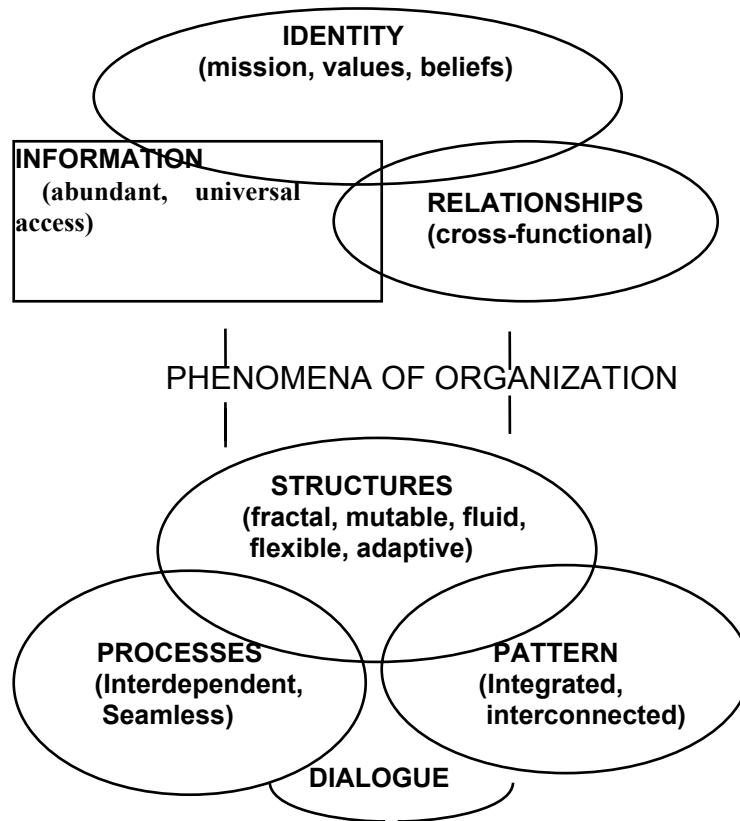 IDENTITY
(mission, values, beliefs)
INFORMATION
(abundant, universal
access)
RELATIONSHIPS
(cross-functional)
PHENOMENA OF ORGANIZATION
STRUCTURES
(fractal, mutable, fluid,
flexible, adaptive)
PROCESSES
(Interdependent,
Seamless)
PATTERN
(Integrated,
interconnected)
DIALOGUE